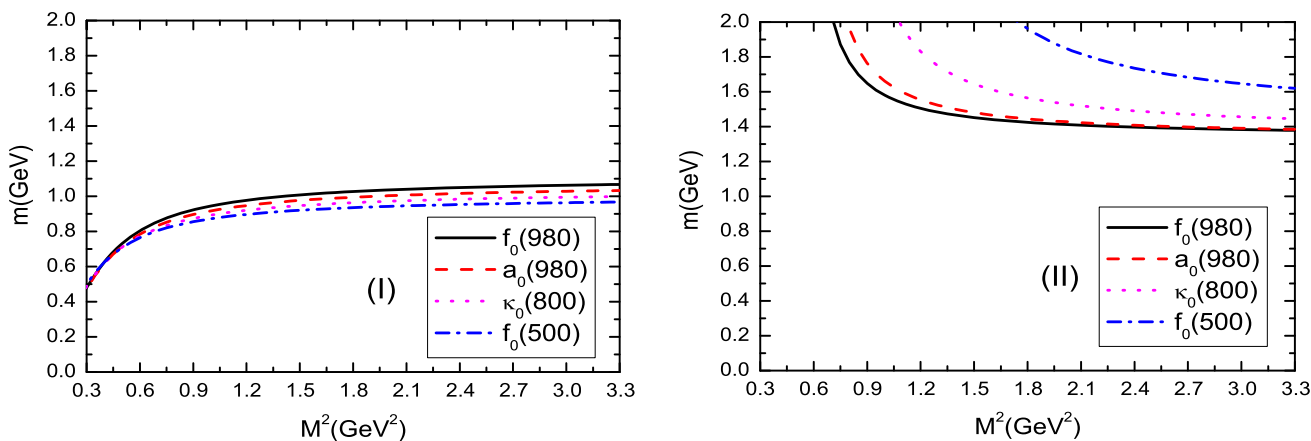 2.0
1.8
1.6
1.4
1.2
1.0
0.8
0.6
0.4
0.2
0.0
m(GeV)
0.3 0.6 0.9 1.2 1.5 1.8 2.1 2.4 2.7 3.0 3.3
M²(GeV²)
(I)
f₀(980)
a₀(980)
κ₀(800)
f₀(500)
2.0
1.8
1.6
1.4
1.2
1.0
0.8
0.6
0.4
0.2
0.0
m(GeV)
0.3 0.6 0.9 1.2 1.5 1.8 2.1 2.4 2.7 3.0 3.3
M²(GeV²)
(II)
f₀(980)
a₀(980)
κ₀(800)
f₀(500)